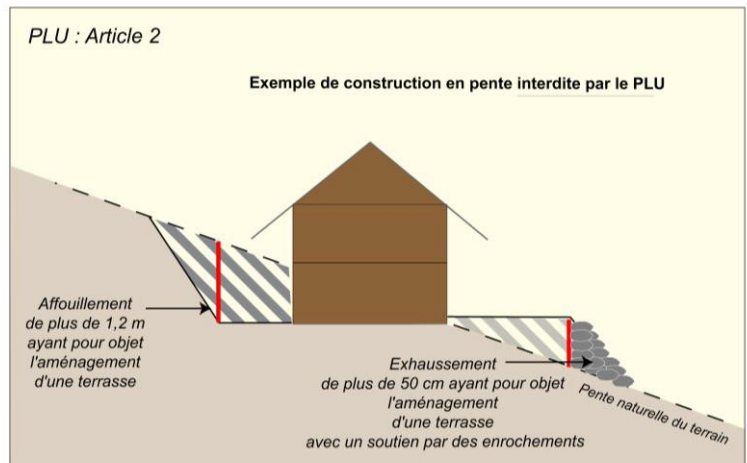 PLU : Article 2
Exemple de construction en pente interdite par le PLU
Affouillement
de plus de 1,2 m
ayant pour objet
l'aménagement
d'une terrasse
Exhaussement
de plus de 50 cm ayant pour objet
l'aménagement
d'une terrasse
avec un soutien par des enrochements
Pente naturelle du terrain